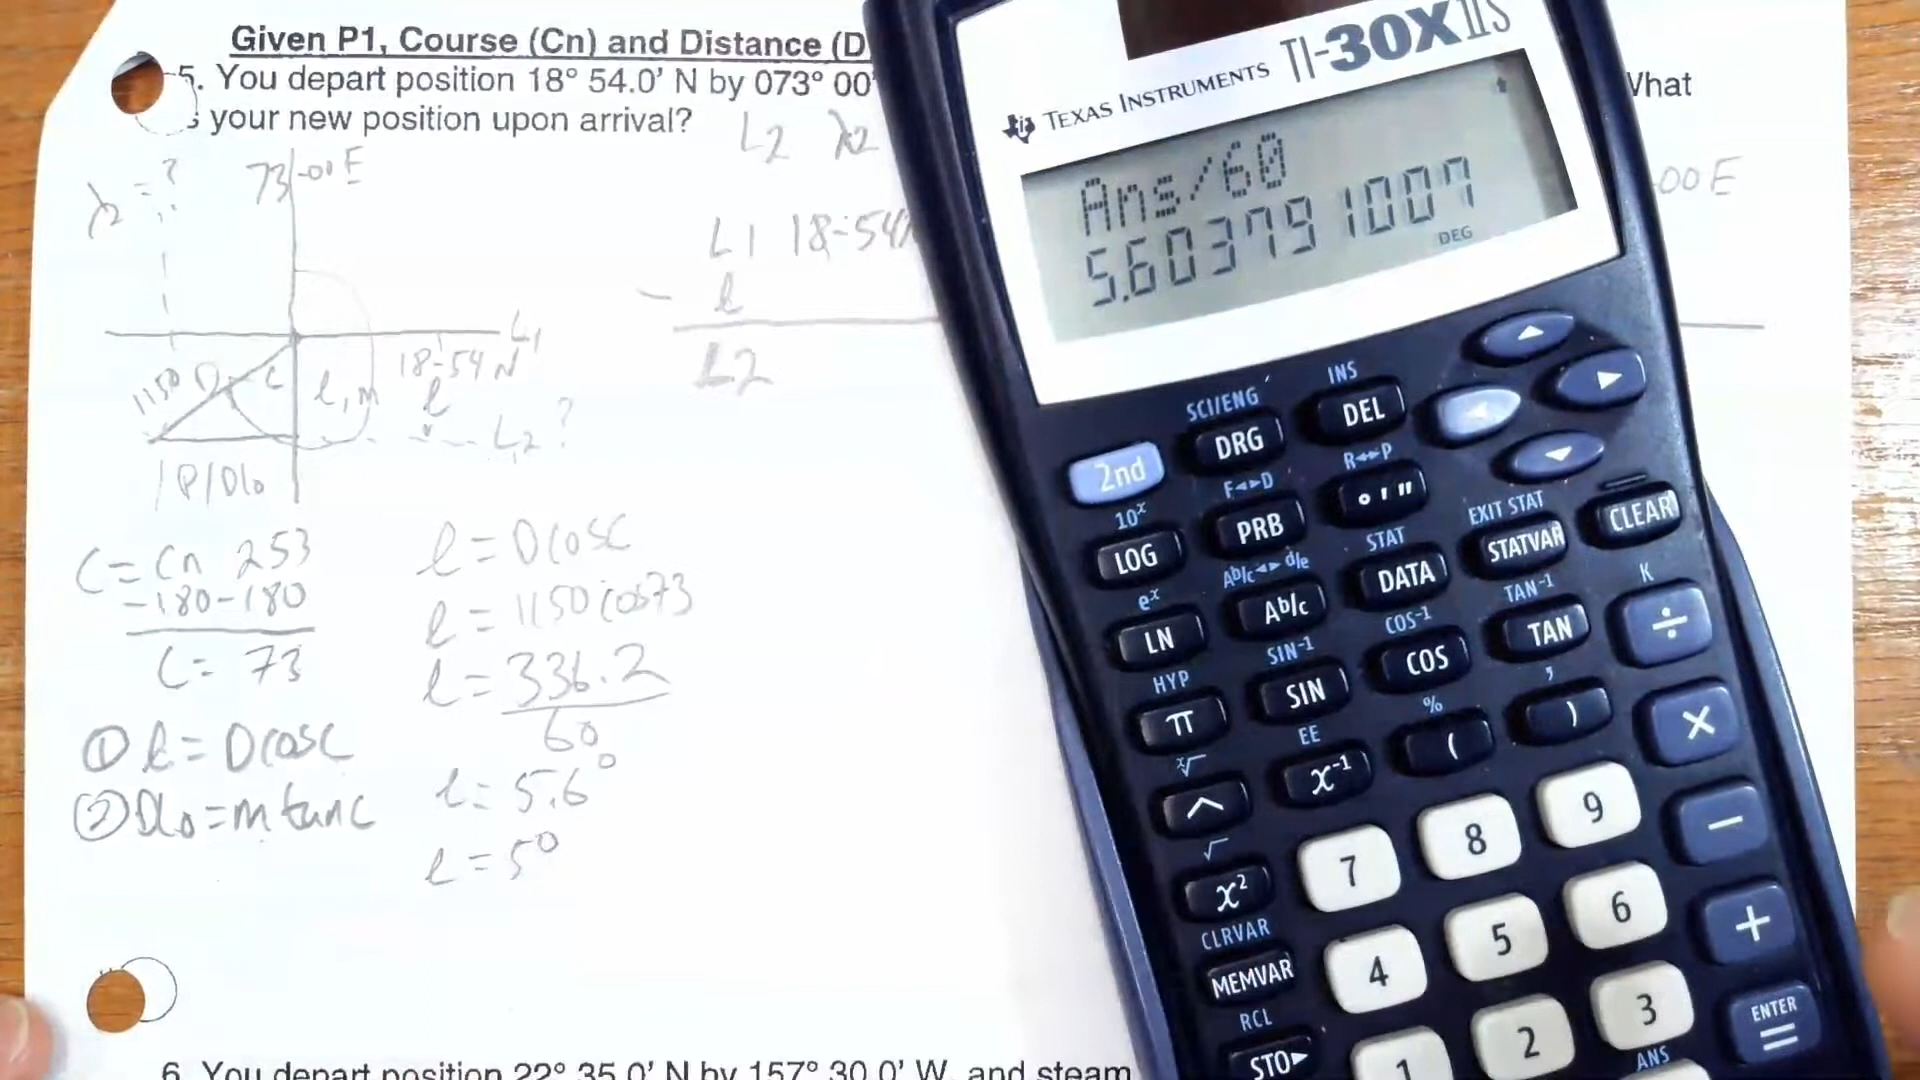 Given P1, Course (Cn) and Distance (D
5. You depart position 18° 54.0' N by 073° 00'
What
your new position upon arrival?
L2 λ2
λ2 = ?
73-00 E
-00 E
L1 18-54N
- l
L2
L1
18-54 N
1150 D
C
l, m
l
L2 ?
P/Dlo
C = Cn 253
-180-180
C = 73
① l = D cos C
② Dlo = m tan C
l = D cos C
l = 1150 cos 73
l = 336.2
60
l = 5.6°
l = 5°
6. You depart position 22° 35.0' N by 157° 30.0' W, and steam
TEXAS INSTRUMENTS TI-30X IIS
Ans/60
5.603791007
DEG
SCI/ENG INS
2nd DRG DEL
10ˣ F◄►D R◄►P
LOG PRB ° ' "
STAT EXIT STAT
DATA STATVAR CLEAR
eˣ Ab/c◄►d/e COS⁻¹ TAN⁻¹ K
LN Ab/c COS TAN ÷
HYP SIN⁻¹ % ,
π SIN ( ) ×
ˣ√ EE
^ x⁻¹ 7 8 9 −
√
x² 4 5 6 +
CLRVAR
MEMVAR 1 2 3 ENTER =
RCL
STO► ANS